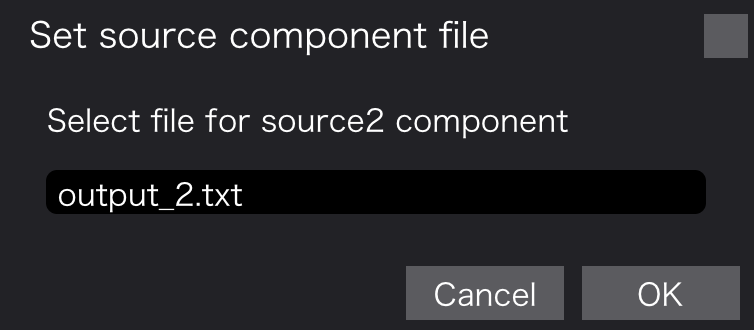 Set source component file
Select file for source2 component
output_2.txt
Cancel OK